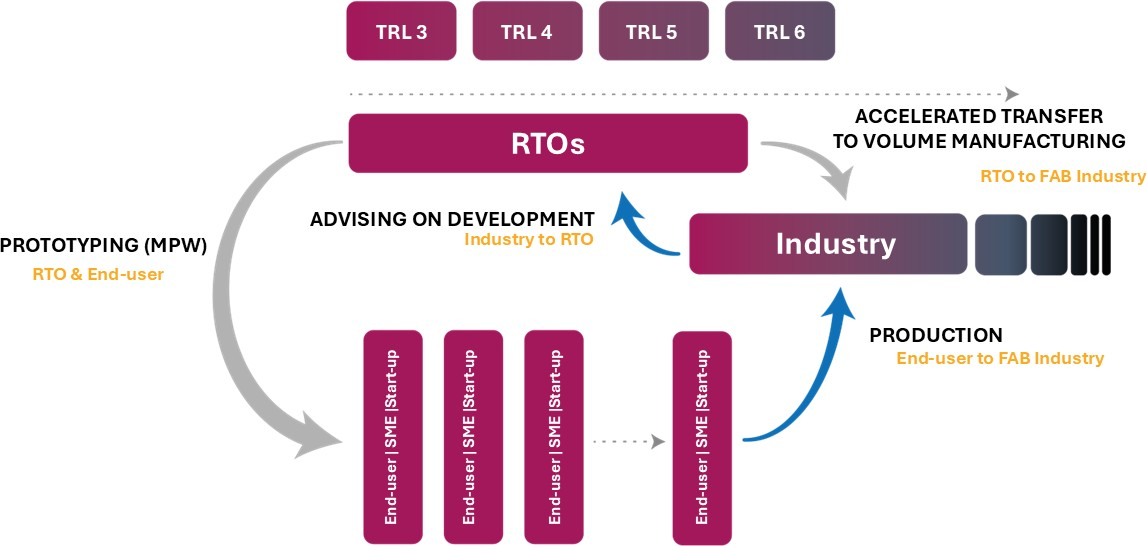 TRL 3
TRL 4
TRL 5
TRL 6
RTOs
ACCELERATED TRANSFER
TO VOLUME MANUFACTURING
RTO to FAB Industry
ADVISING ON DEVELOPMENT
Industry to RTO
Industry
PROTOTYPING (MPW)
RTO & End-user
PRODUCTION
End-user to FAB Industry
End-user | SME |Start-up
End-user | SME |Start-up
End-user | SME |Start-up
End-user | SME |Start-up